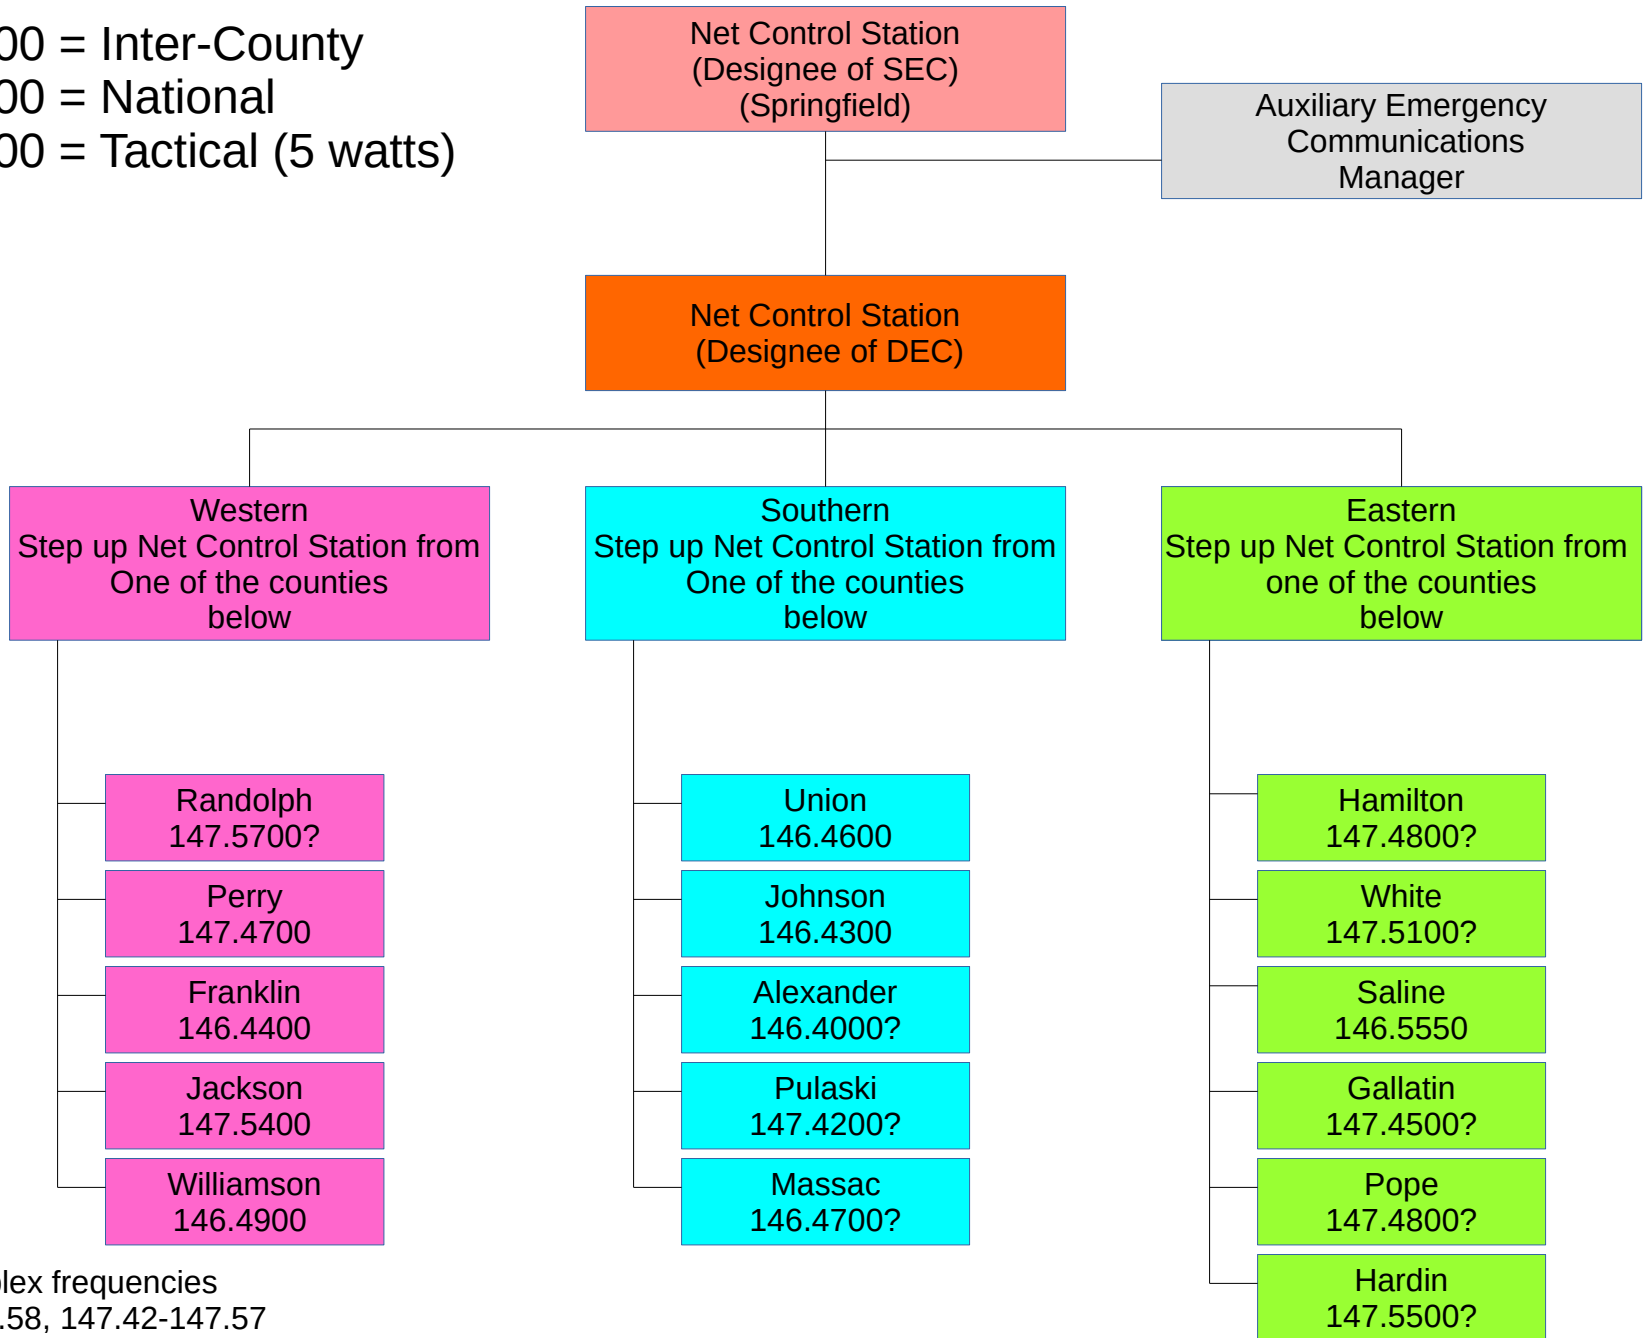 00 = Inter-County
00 = National
00 = Tactical (5 watts)
Net Control Station
(Designee of SEC)
(Springfield)
Auxiliary Emergency
Communications
Manager
Net Control Station
(Designee of DEC)
Western
Step up Net Control Station from
One of the counties
below
Southern
Step up Net Control Station from
One of the counties
below
Eastern
Step up Net Control Station from
one of the counties
below
Randolph
147.5700?
Perry
147.4700
Franklin
146.4400
Jackson
147.5400
Williamson
146.4900
Union
146.4600
Johnson
146.4300
Alexander
146.4000?
Pulaski
147.4200?
Massac
146.4700?
Hamilton
147.4800?
White
147.5100?
Saline
146.5550
Gallatin
147.4500?
Pope
147.4800?
Hardin
147.5500?
lex frequencies
.58, 147.42-147.57